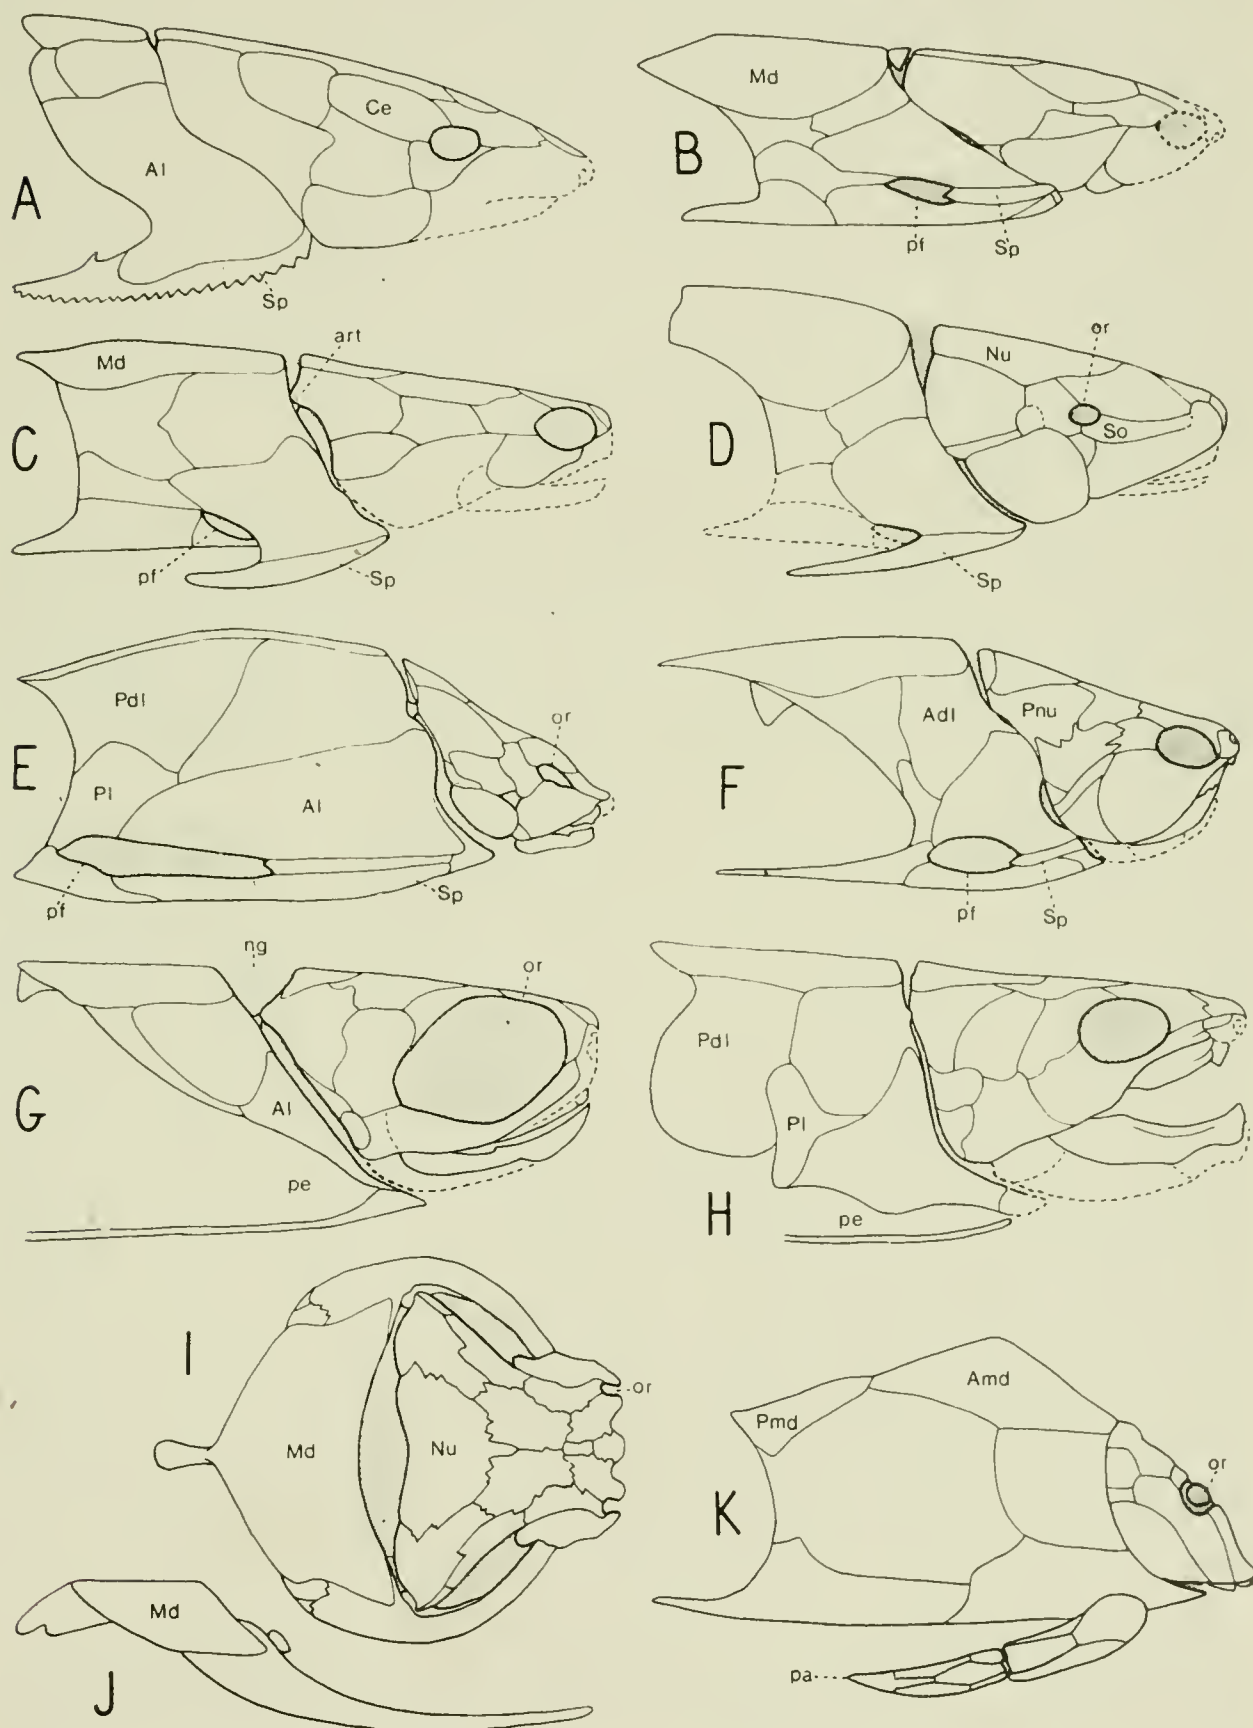 A
Al
Ce
Sp
B
Md
pf
Sp
C
Md
art
pf
Sp
D
Nu
or
So
Sp
E
Pdl
Pl
Al
or
pf
Sp
F
Adl
Pnu
pf
Sp
G
ng
or
Al
pe
H
Pdl
Pl
pe
I
Md
Nu
or
J
Md
K
Pmd
Amd
or
pa